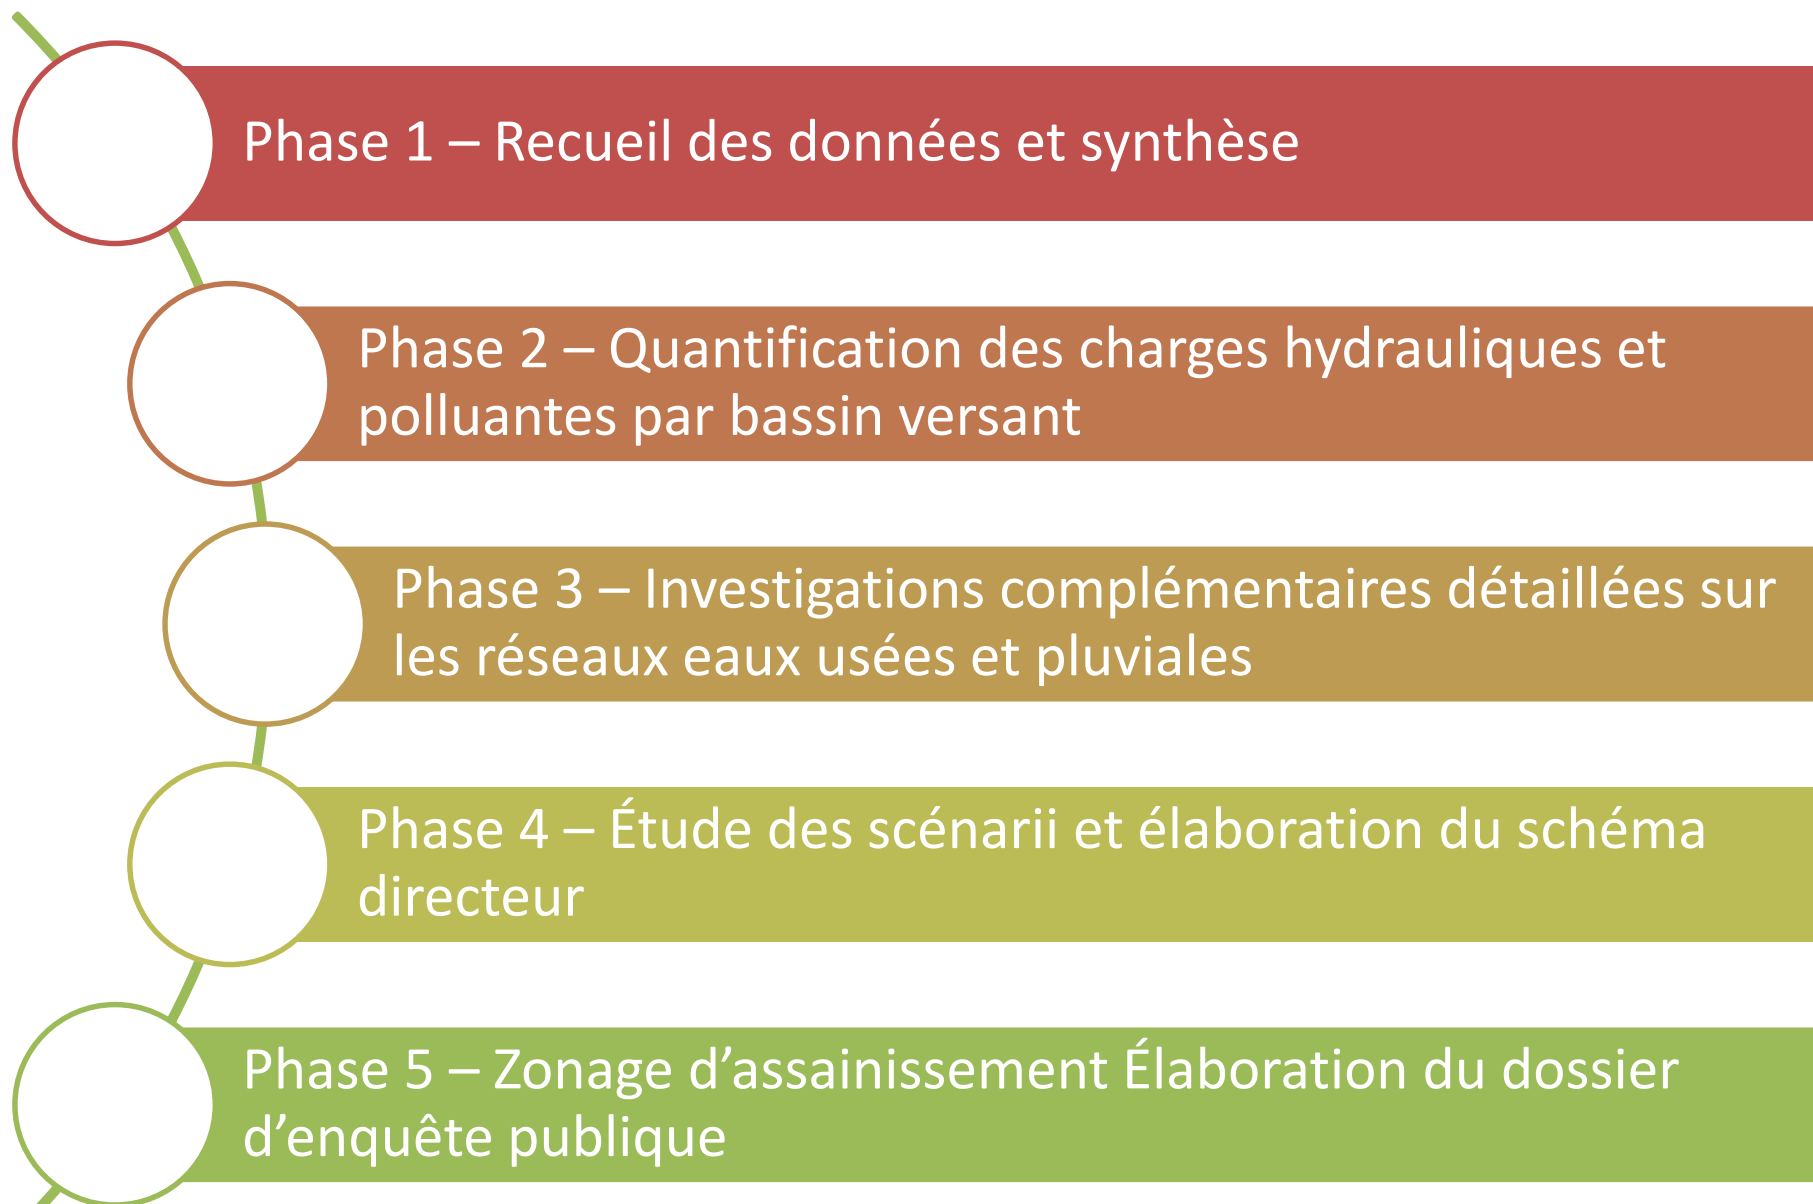 Phase 1 – Recueil des données et synthèse
Phase 2 – Quantification des charges hydrauliques et
polluantes par bassin versant
Phase 3 – Investigations complémentaires détaillées sur
les réseaux eaux usées et pluviales
Phase 4 – Étude des scénarii et élaboration du schéma
directeur
Phase 5 – Zonage d’assainissement Élaboration du dossier
d’enquête publique